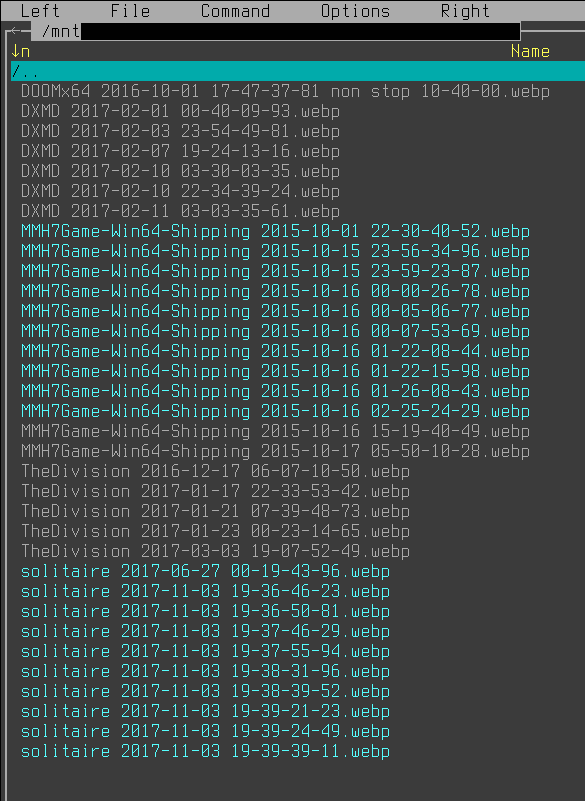 Left File Command Options Right
/mnt
↓n Name
/..
DOOMx64 2016-10-01 17-47-37-81 non stop 10-40-00.webp
DXMD 2017-02-01 00-40-09-93.webp
DXMD 2017-02-03 23-54-49-81.webp
DXMD 2017-02-07 19-24-13-16.webp
DXMD 2017-02-10 03-30-03-35.webp
DXMD 2017-02-10 22-34-39-24.webp
DXMD 2017-02-11 03-03-35-61.webp
MMH7Game-Win64-Shipping 2015-10-01 22-30-40-52.webp
MMH7Game-Win64-Shipping 2015-10-15 23-56-34-96.webp
MMH7Game-Win64-Shipping 2015-10-15 23-59-23-87.webp
MMH7Game-Win64-Shipping 2015-10-16 00-00-26-78.webp
MMH7Game-Win64-Shipping 2015-10-16 00-05-06-77.webp
MMH7Game-Win64-Shipping 2015-10-16 00-07-53-69.webp
MMH7Game-Win64-Shipping 2015-10-16 01-22-08-44.webp
MMH7Game-Win64-Shipping 2015-10-16 01-22-15-98.webp
MMH7Game-Win64-Shipping 2015-10-16 01-26-08-43.webp
MMH7Game-Win64-Shipping 2015-10-16 02-25-24-29.webp
MMH7Game-Win64-Shipping 2015-10-16 15-19-40-49.webp
MMH7Game-Win64-Shipping 2015-10-17 05-50-10-28.webp
TheDivision 2016-12-17 06-07-10-50.webp
TheDivision 2017-01-17 22-33-53-42.webp
TheDivision 2017-01-21 07-39-48-73.webp
TheDivision 2017-01-23 00-23-14-65.webp
TheDivision 2017-03-03 19-07-52-49.webp
solitaire 2017-06-27 00-19-43-96.webp
solitaire 2017-11-03 19-36-46-23.webp
solitaire 2017-11-03 19-36-50-81.webp
solitaire 2017-11-03 19-37-46-29.webp
solitaire 2017-11-03 19-37-55-94.webp
solitaire 2017-11-03 19-38-31-96.webp
solitaire 2017-11-03 19-38-39-52.webp
solitaire 2017-11-03 19-39-21-23.webp
solitaire 2017-11-03 19-39-24-49.webp
solitaire 2017-11-03 19-39-39-11.webp